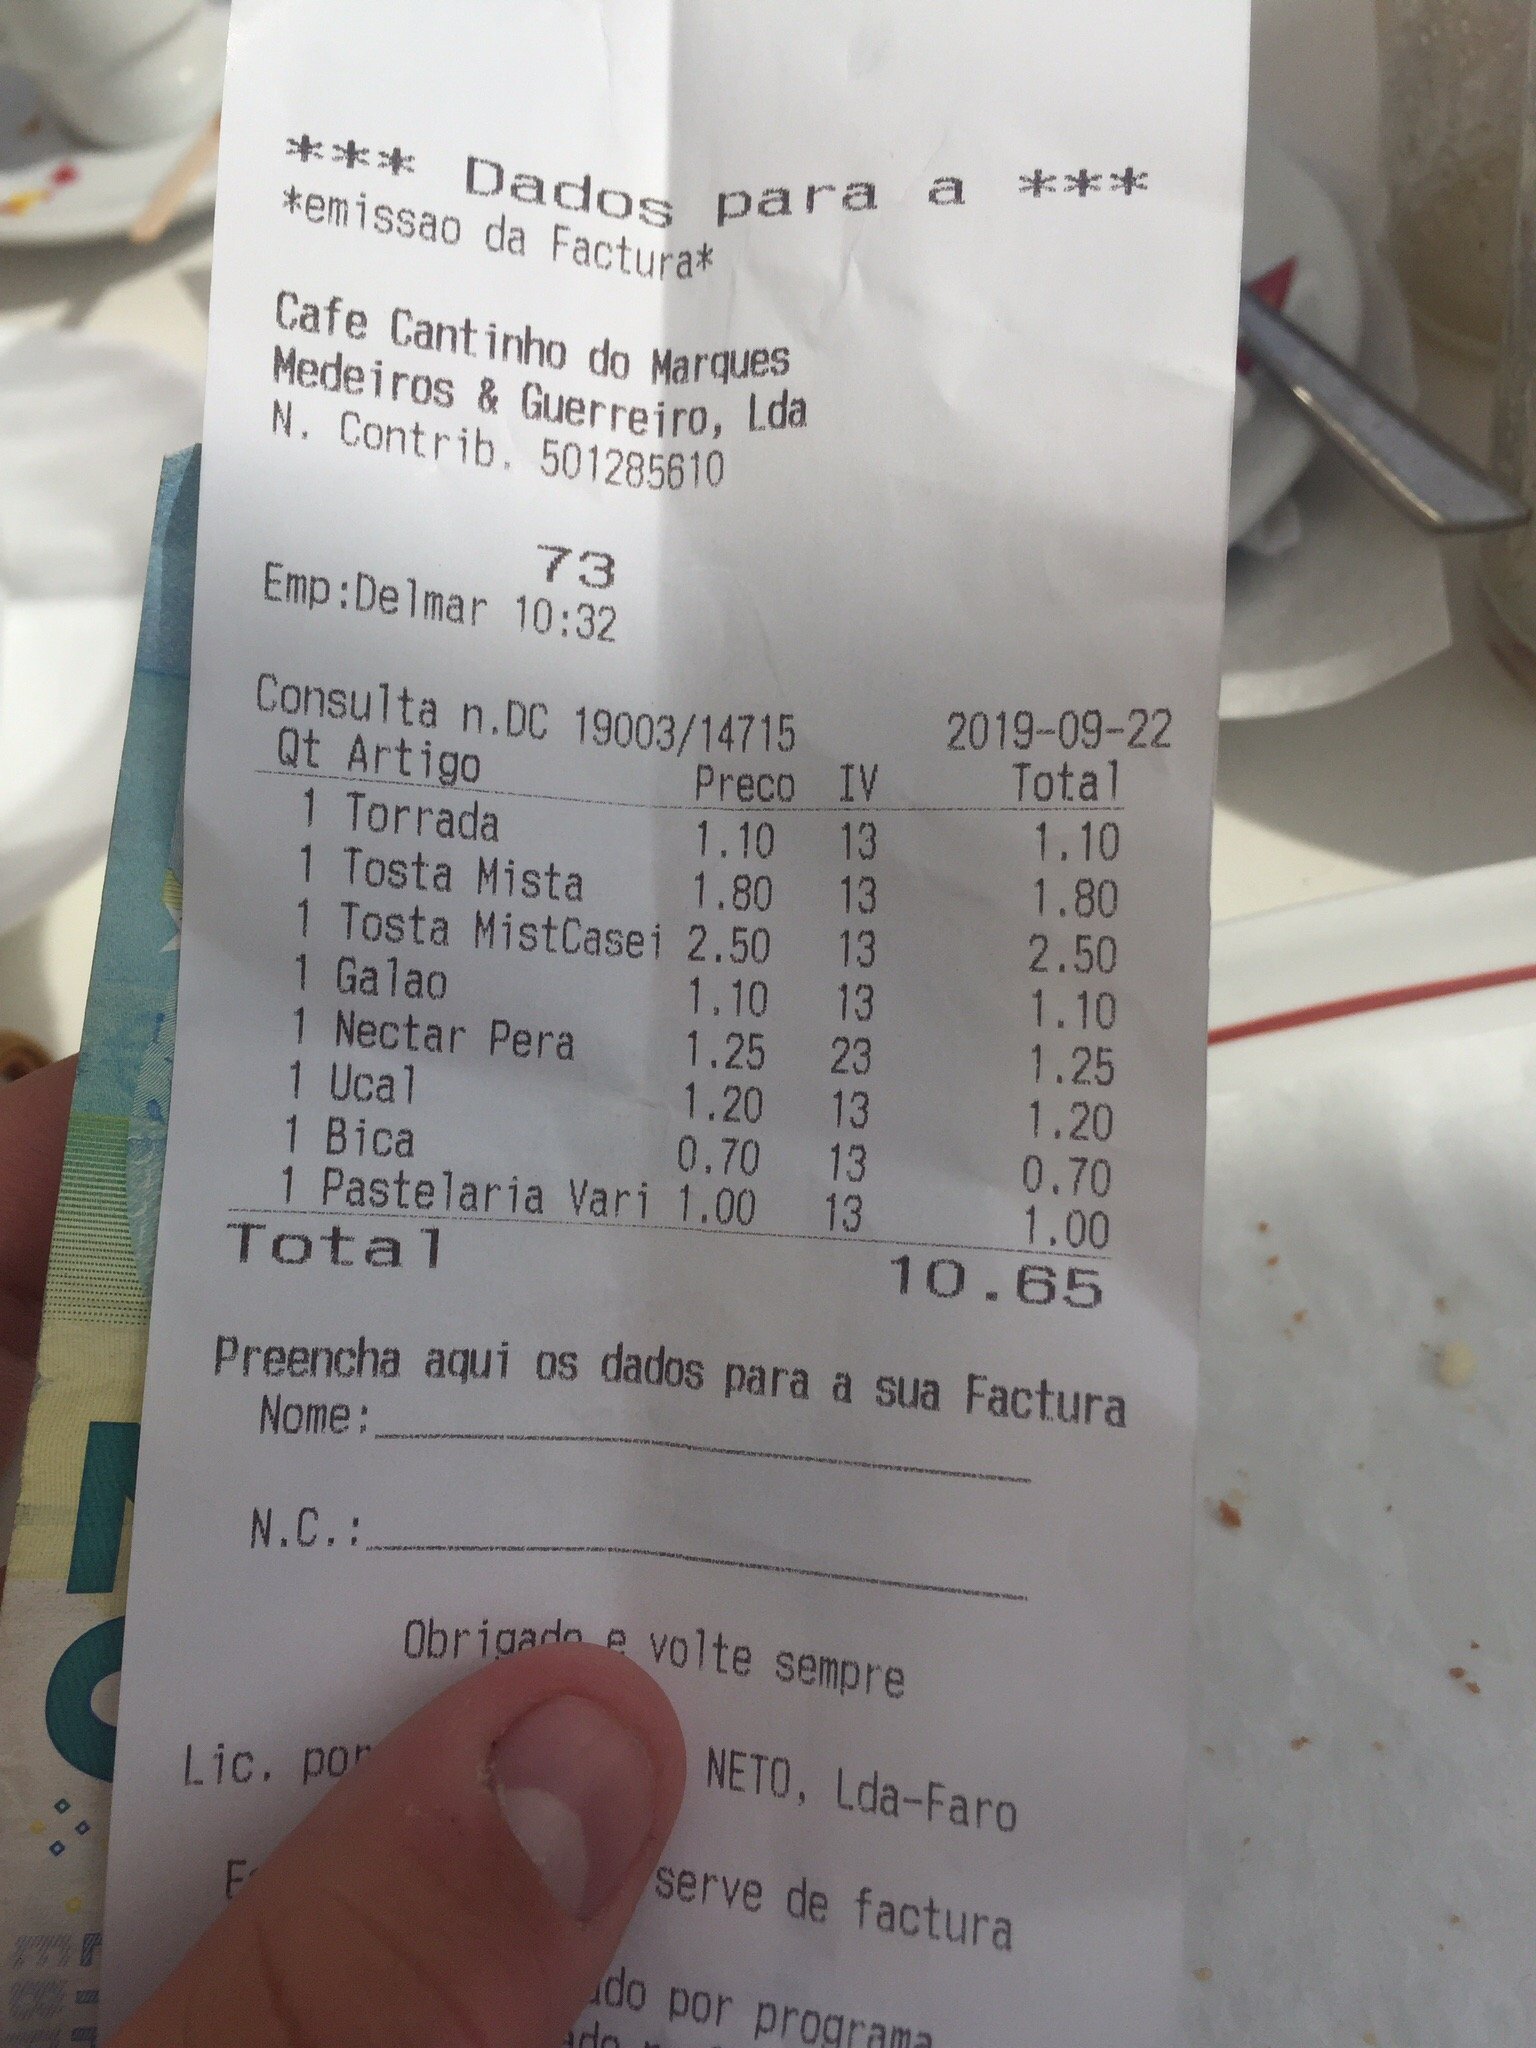 *** Dados para a ***
*emissao da Factura*
Cafe Cantinho do Marques
Medeiros & Guerreiro, Lda
N. Contrib. 501285610
73
Emp:Delmar 10:32
Consulta n.DC 19003/14715 2019-09-22
Qt Artigo Preco IV Total
1 Torrada 1.10 13 1.10
1 Tosta Mista 1.80 13 1.80
1 Tosta MistCasei 2.50 13 2.50
1 Galao 1.10 13 1.10
1 Nectar Pera 1.25 23 1.25
1 Ucal 1.20 13 1.20
1 Bica 0.70 13 0.70
1 Pastelaria Vari 1.00 13 1.00
Total 10.65
Preencha aqui os dados para a sua Factura
Nome:
N.C.:
Obrigado e volte sempre
Lic. por NETO, Lda-Faro
serve de factura
por programa